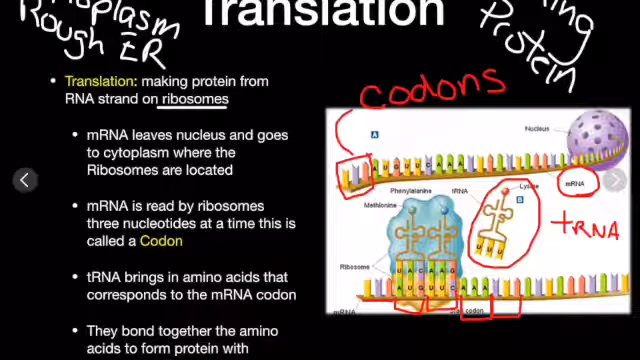 Translation
Rough ER
Protein
• Translation: making protein from
RNA strand on ribosomes
• mRNA leaves nucleus and goes
to cytoplasm where the
Ribosomes are located
• mRNA is read by ribosomes
three nucleotides at a time this is
called a Codon
• tRNA brings in amino acids that
corresponds to the mRNA codon
• They bond together the amino
acids to form protein with
codons
A
Nucleus
A U G U U C A A A
mRNA
Phenylalanine
tRNA
Lysine
B
Methionine
tRNA
U U U
Ribosome
U A C A A G
A U G U U C A A A
mRNA
codon